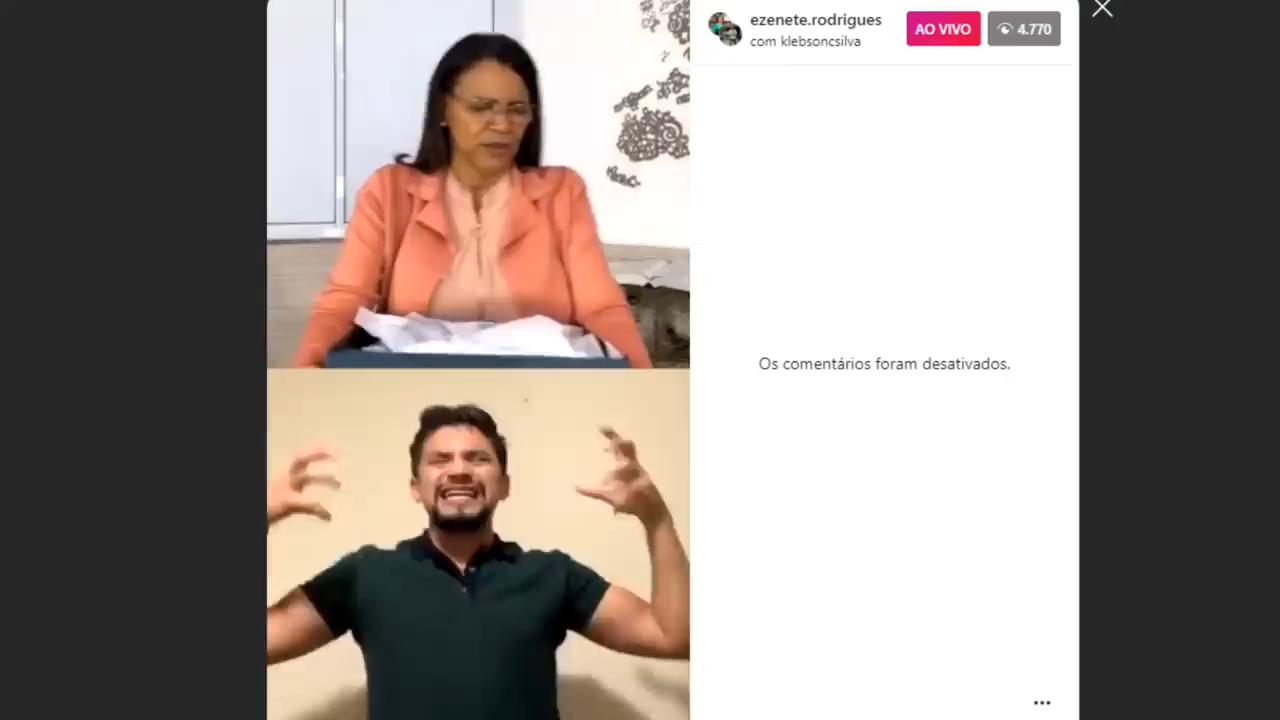 ezenete.rodrigues
com klebsoncsilva
AO VIVO
4.770
Os comentários foram desativados.